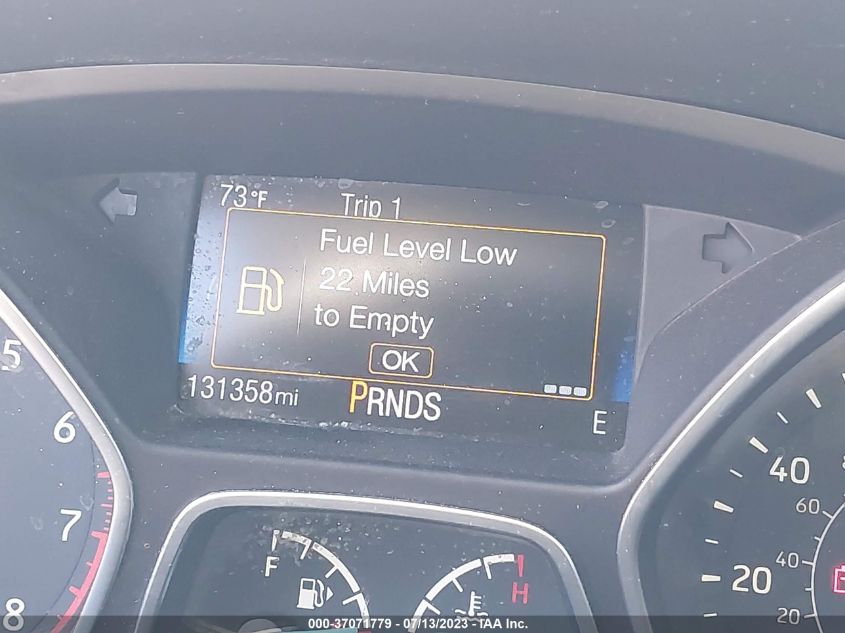 73°F Trip 1
Fuel Level Low
22 Miles
to Empty
OK
131358mi PRNDS E
5
6
7
8
F
H
40
20
60
40
20
000-37071779 - 07/13/2023 - IAA Inc.